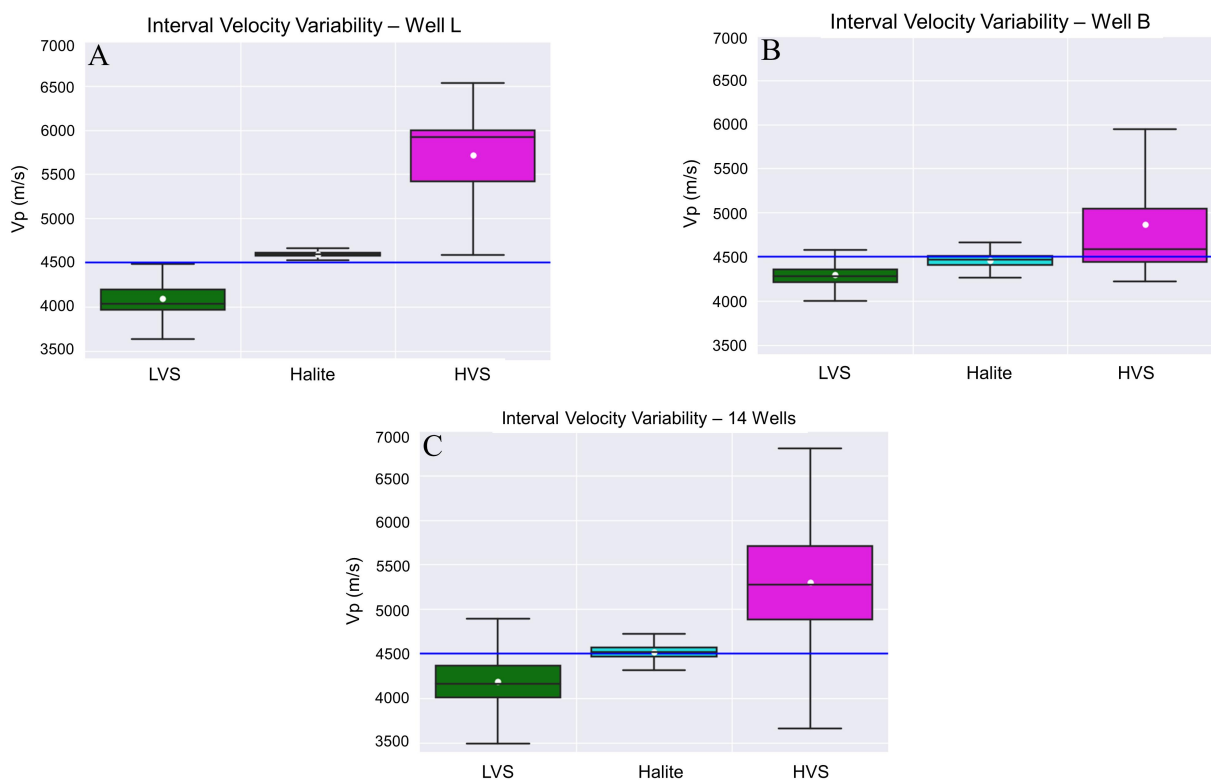 Interval Velocity Variability – Well L
A
7000
6500
6000
5500
5000
4500
4000
3500
Vp (m/s)
LVS Halite HVS
Interval Velocity Variability – Well B
B
7000
6500
6000
5500
5000
4500
4000
3500
Vp (m/s)
LVS Halite HVS
Interval Velocity Variability – 14 Wells
C
7000
6500
6000
5500
5000
4500
4000
3500
Vp (m/s)
LVS Halite HVS